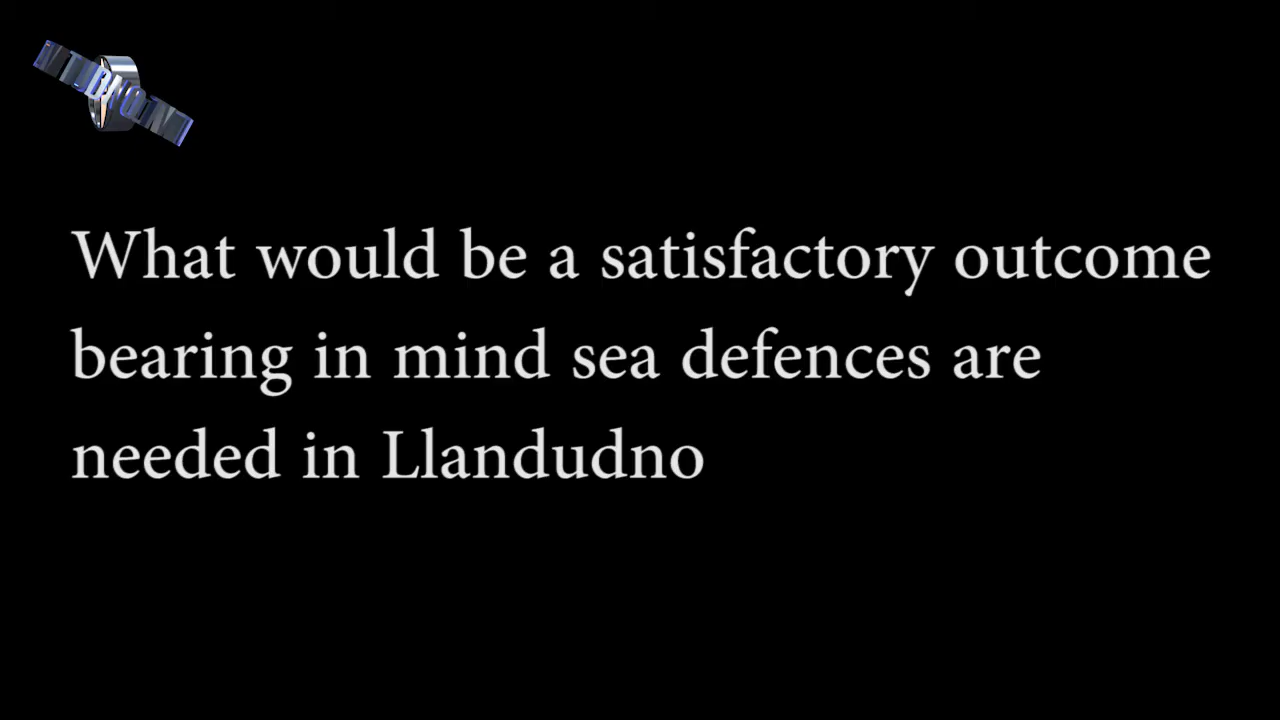 What would be a satisfactory outcome
bearing in mind sea defences are
needed in Llandudno